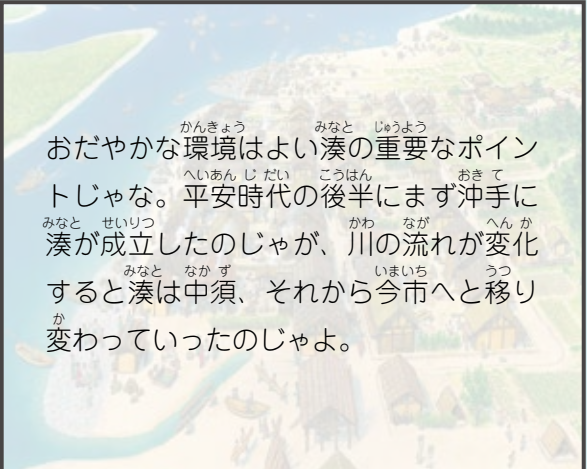 おだやかな環境はよい湊の重要なポイン
トじゃな。平安時代の後半にまず沖手に
湊が成立したのじゃが、川の流れが変化
すると湊は中須、それから今市へと移り
変わっていったのじゃよ。